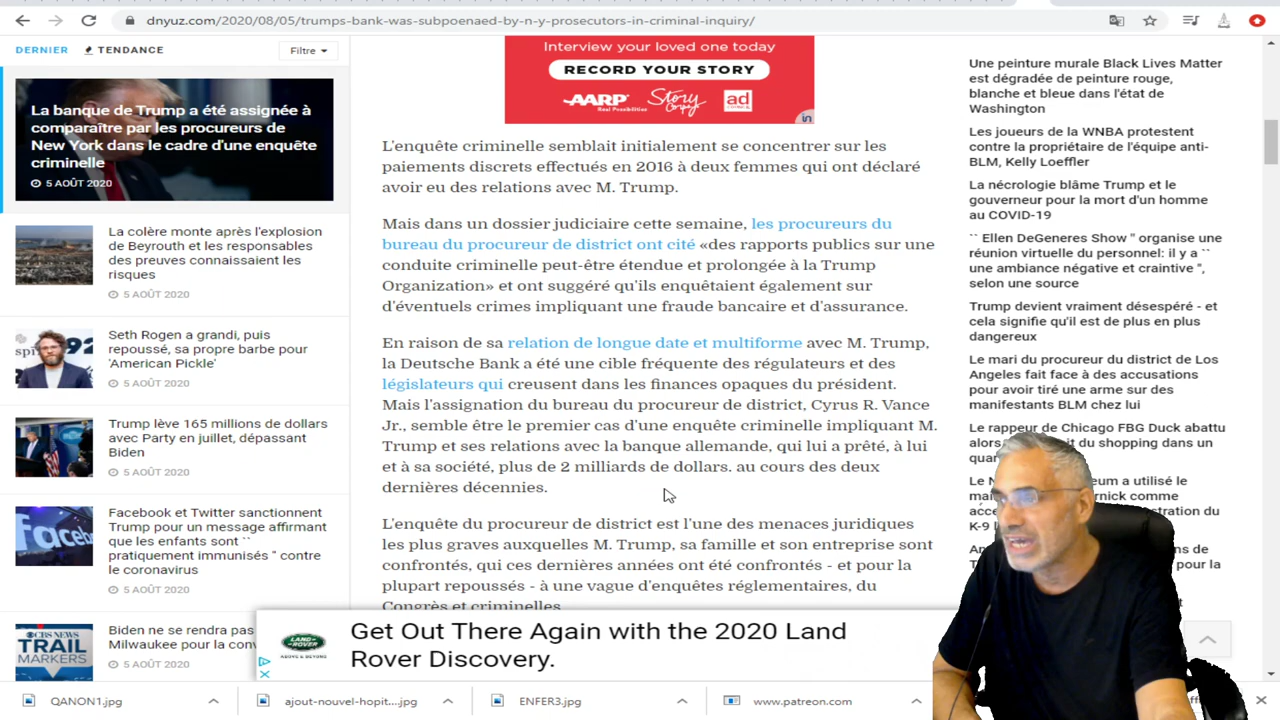 dnyuz.com/2020/08/05/trumps-bank-was-subpoenaed-by-n-y-prosecutors-in-criminal-inquiry/
DERNIER
TENDANCE
Filtre
La banque de Trump a été assignée à
comparaître par les procureurs de
New York dans le cadre d'une enquête
criminelle
5 AOÛT 2020
La colère monte après l'explosion
de Beyrouth et les responsables
des preuves connaissaient les
risques
5 AOÛT 2020
Seth Rogen a grandi, puis
repoussé, sa propre barbe pour
'American Pickle'
5 AOÛT 2020
Trump lève 165 millions de dollars
avec Party en juillet, dépassant
Biden
5 AOÛT 2020
Facebook et Twitter sanctionnent
Trump pour un message affirmant
que les enfants sont ``
pratiquement immunisés '' contre
le coronavirus
5 AOÛT 2020
CBS NEWS
TRAIL
MARKERS
Biden ne se rendra pas
Milwaukee pour la conv
5 AOÛT 2020
Interview your loved one today
RECORD YOUR STORY
AARP
Real Possibilities
Story
ad
COUNCIL
L'enquête criminelle semblait initialement se concentrer sur les
paiements discrets effectués en 2016 à deux femmes qui ont déclaré
avoir eu des relations avec M. Trump.
Mais dans un dossier judiciaire cette semaine, les procureurs du
bureau du procureur de district ont cité «des rapports publics sur une
conduite criminelle peut-être étendue et prolongée à la Trump
Organization» et ont suggéré qu'ils enquêtaient également sur
d'éventuels crimes impliquant une fraude bancaire et d'assurance.
En raison de sa relation de longue date et multiforme avec M. Trump,
la Deutsche Bank a été une cible fréquente des régulateurs et des
législateurs qui creusent dans les finances opaques du président.
Mais l'assignation du bureau du procureur de district, Cyrus R. Vance
Jr., semble être le premier cas d'une enquête criminelle impliquant M.
Trump et ses relations avec la banque allemande, qui lui a prêté, à lui
et à sa société, plus de 2 milliards de dollars. au cours des deux
dernières décennies.
L'enquête du procureur de district est l'une des menaces juridiques
les plus graves auxquelles M. Trump, sa famille et son entreprise sont
confrontés, qui ces dernières années ont été confrontés - et pour la
plupart repoussés - à une vague d'enquêtes réglementaires, du
Congrès et criminelles
Une peinture murale Black Lives Matter
est dégradée de peinture rouge,
blanche et bleue dans l'état de
Washington
Les joueurs de la WNBA protestent
contre la propriétaire de l'équipe anti-
BLM, Kelly Loeffler
La nécrologie blâme Trump et le
gouverneur pour la mort d'un homme
au COVID-19
`` Ellen DeGeneres Show '' organise une
réunion virtuelle du personnel: il y a ``
une ambiance négative et craintive '',
selon une source
Trump devient vraiment désespéré - et
cela signifie qu'il est de plus en plus
dangereux
Le mari du procureur du district de Los
Angeles fait face à des accusations
pour avoir tiré une arme sur des
manifestants BLM chez lui
Le rappeur de Chicago FBG Duck abattu
alors du shopping dans un
a utilisé le
comme
K-9
ns de
pour la
LAND ROVER
ABOVE & BEYOND
Get Out There Again with the 2020 Land
Rover Discovery.
QANON1.jpg
ajout-nouvel-hopit....jpg
ENFER3.jpg
www.patreon.com